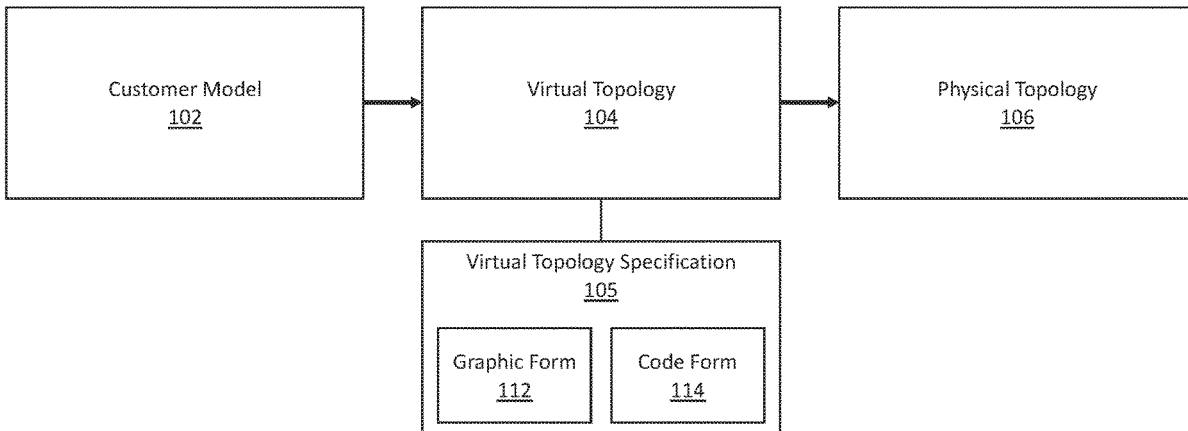 Customer Model
102
Virtual Topology
104
Physical Topology
106
Virtual Topology Specification
105
Graphic Form
112
Code Form
114